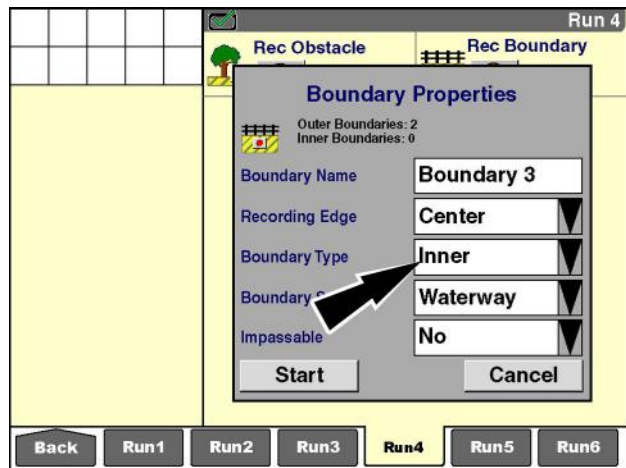 Run 4
Rec Obstacle
Rec Boundary
Boundary Properties
Outer Boundaries: 2
Inner Boundaries: 0
Boundary Name
Boundary 3
Recording Edge
Center
Boundary Type
Inner
Boundary
Waterway
Impassable
No
Start
Cancel
Back
Run1
Run2
Run3
Run4
Run5
Run6